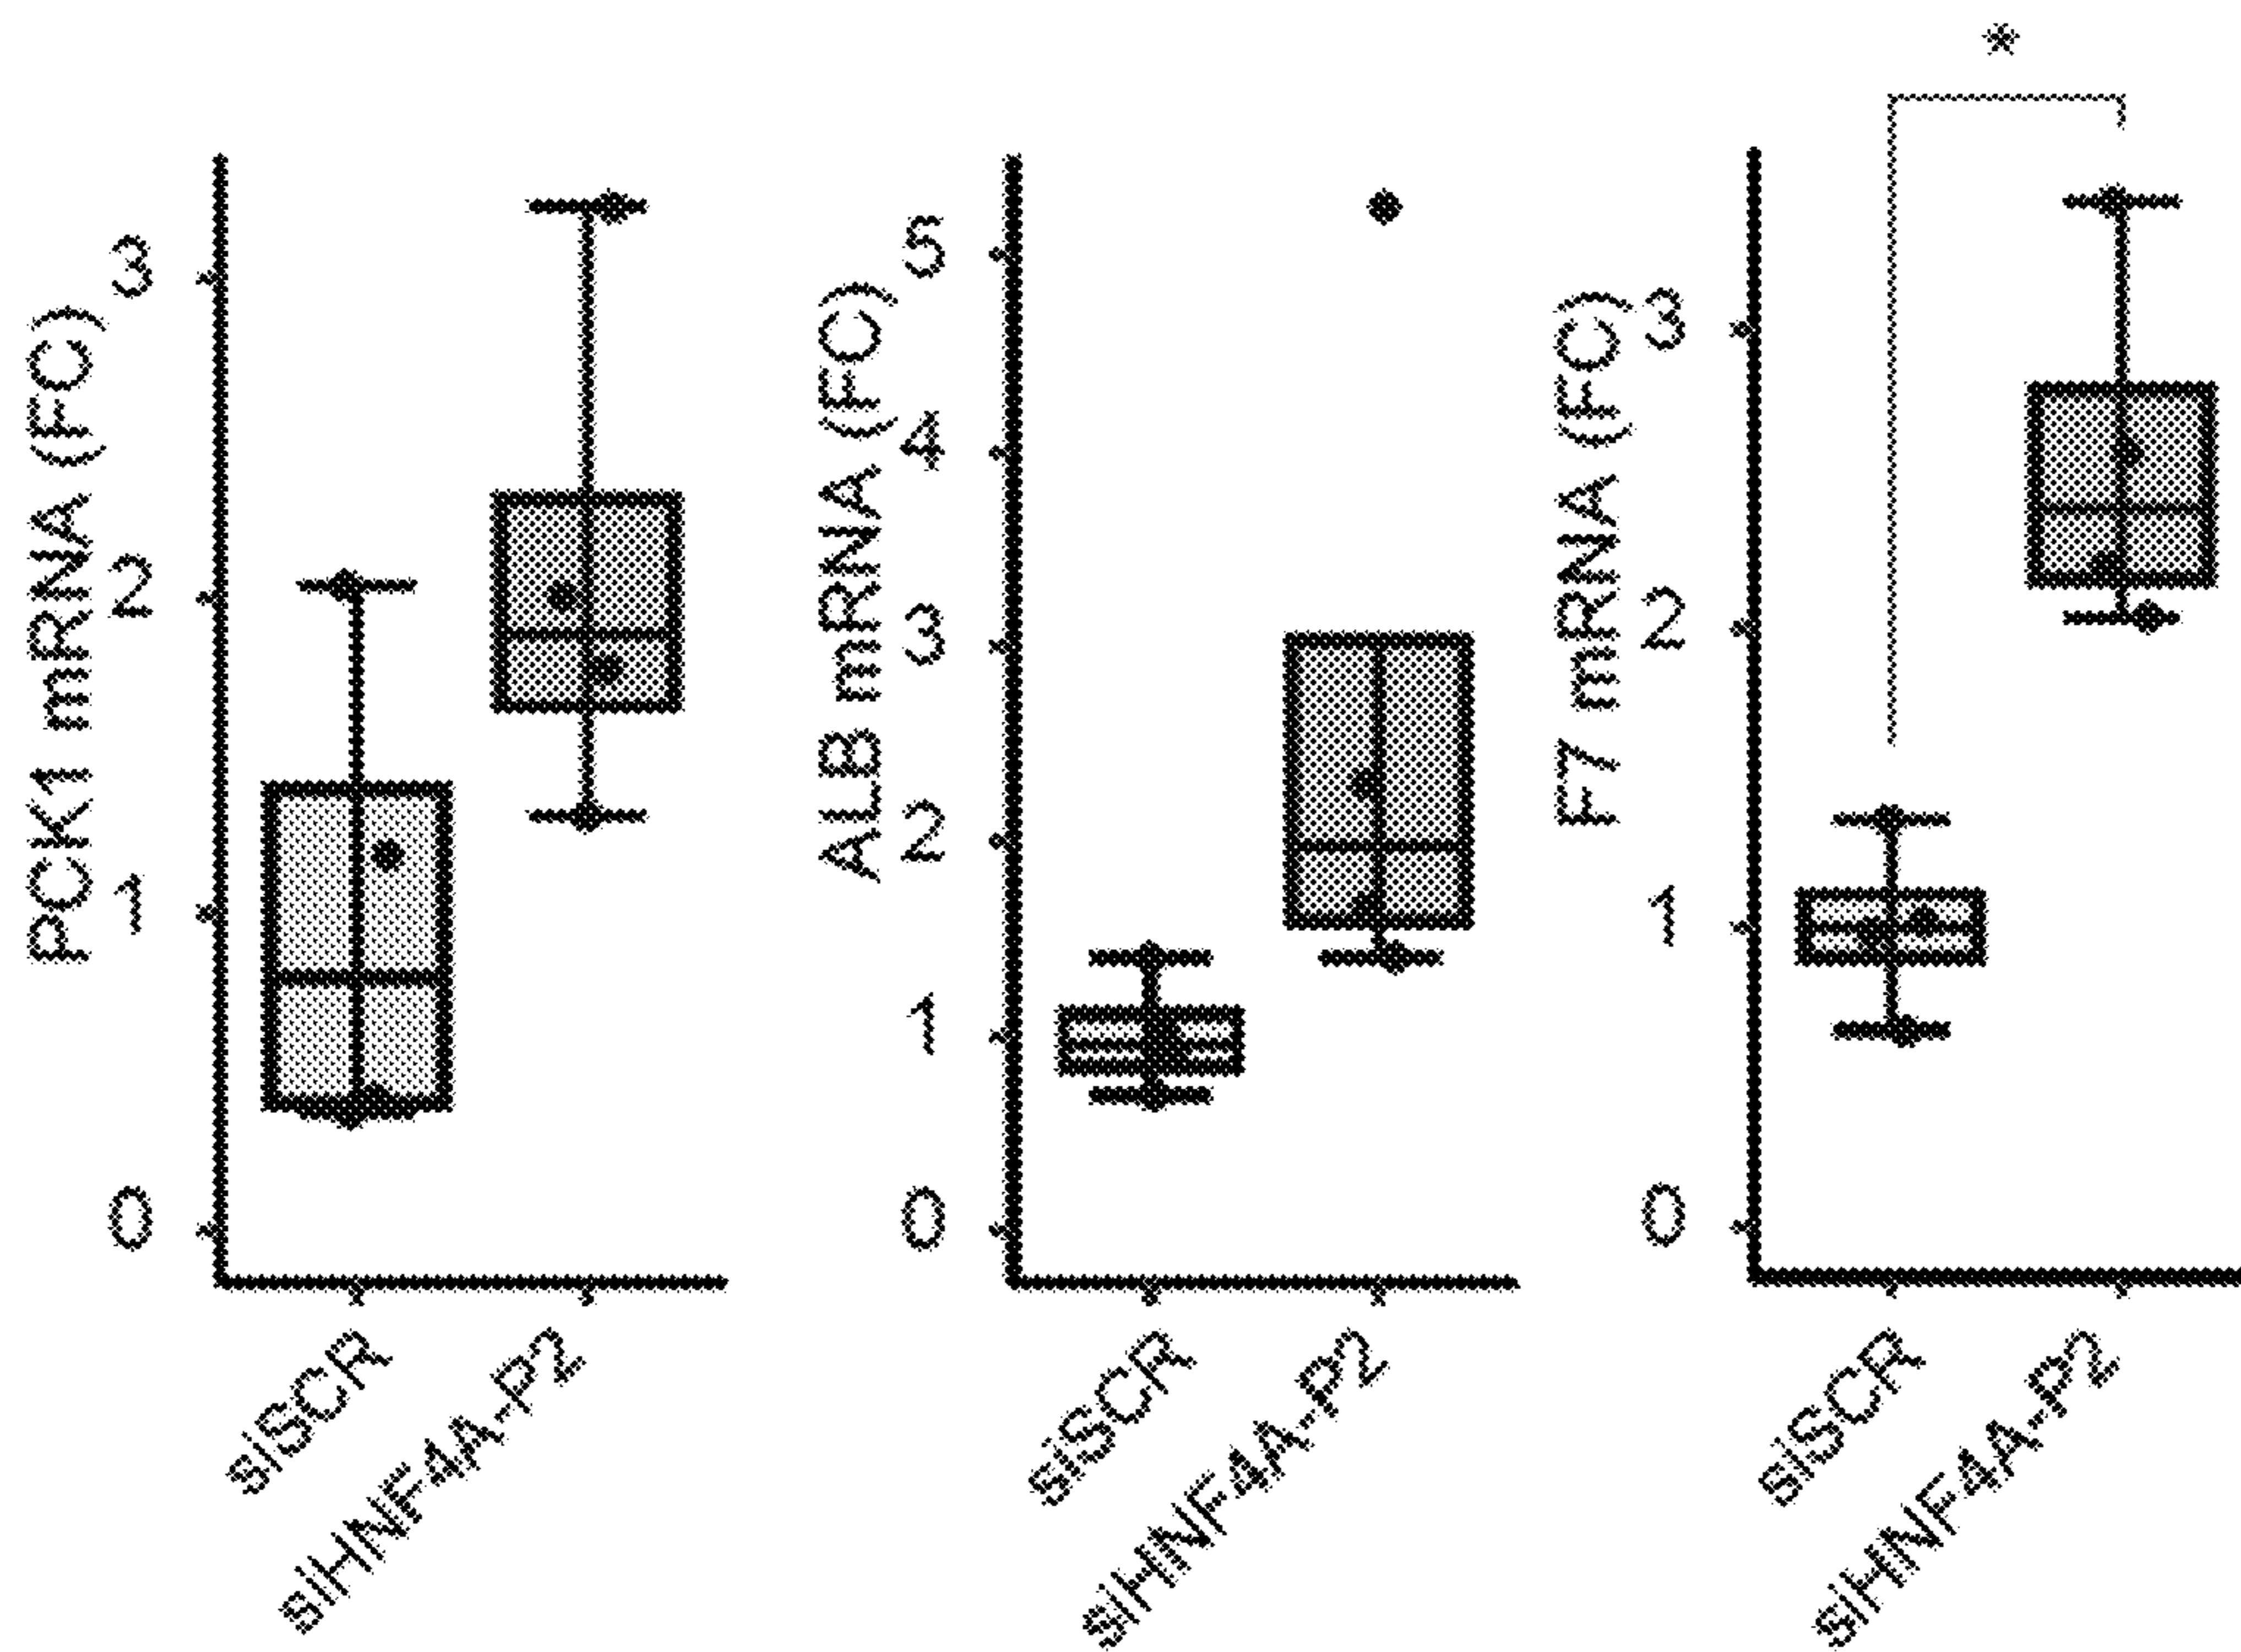 *
PCK1 mRNA (FC)
3
2
1
0
siSCR
siHNF4A-P2
ALB mRNA (FC)
5
4
3
2
1
0
siSCR
siHNF4A-P2
F7 mRNA (FC)
3
2
1
0
siSCR
siHNF4A-P2